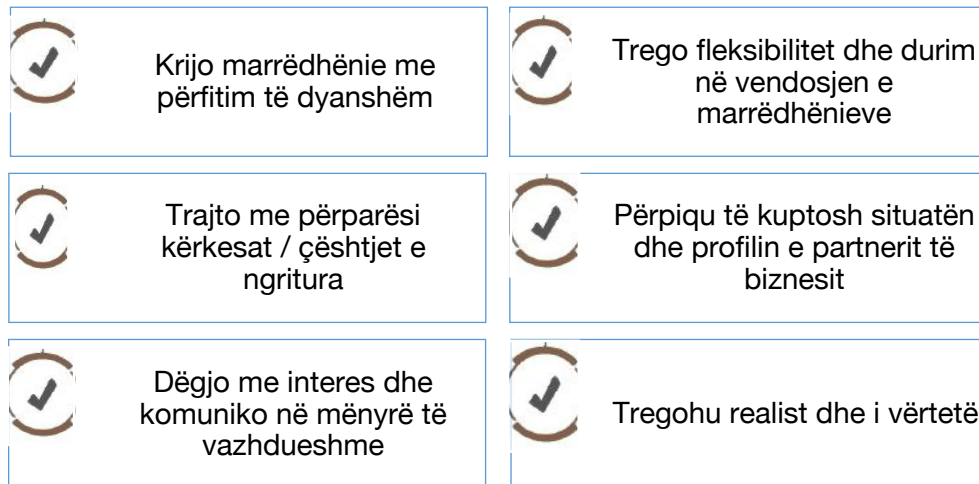 Krijo marrëdhënie me
përfitim të dyanshëm
Trego fleksibilitet dhe durim
në vendosjen e
marrëdhënieve
Trajto me përparësi
kërkesat / çështjet e
ngritura
Përpiqu të kuptosh situatën
dhe profilin e partnerit të
biznesit
Dëgjo me interes dhe
komuniko në mënyrë të
vazhdueshme
Tregohu realist dhe i vërtetë